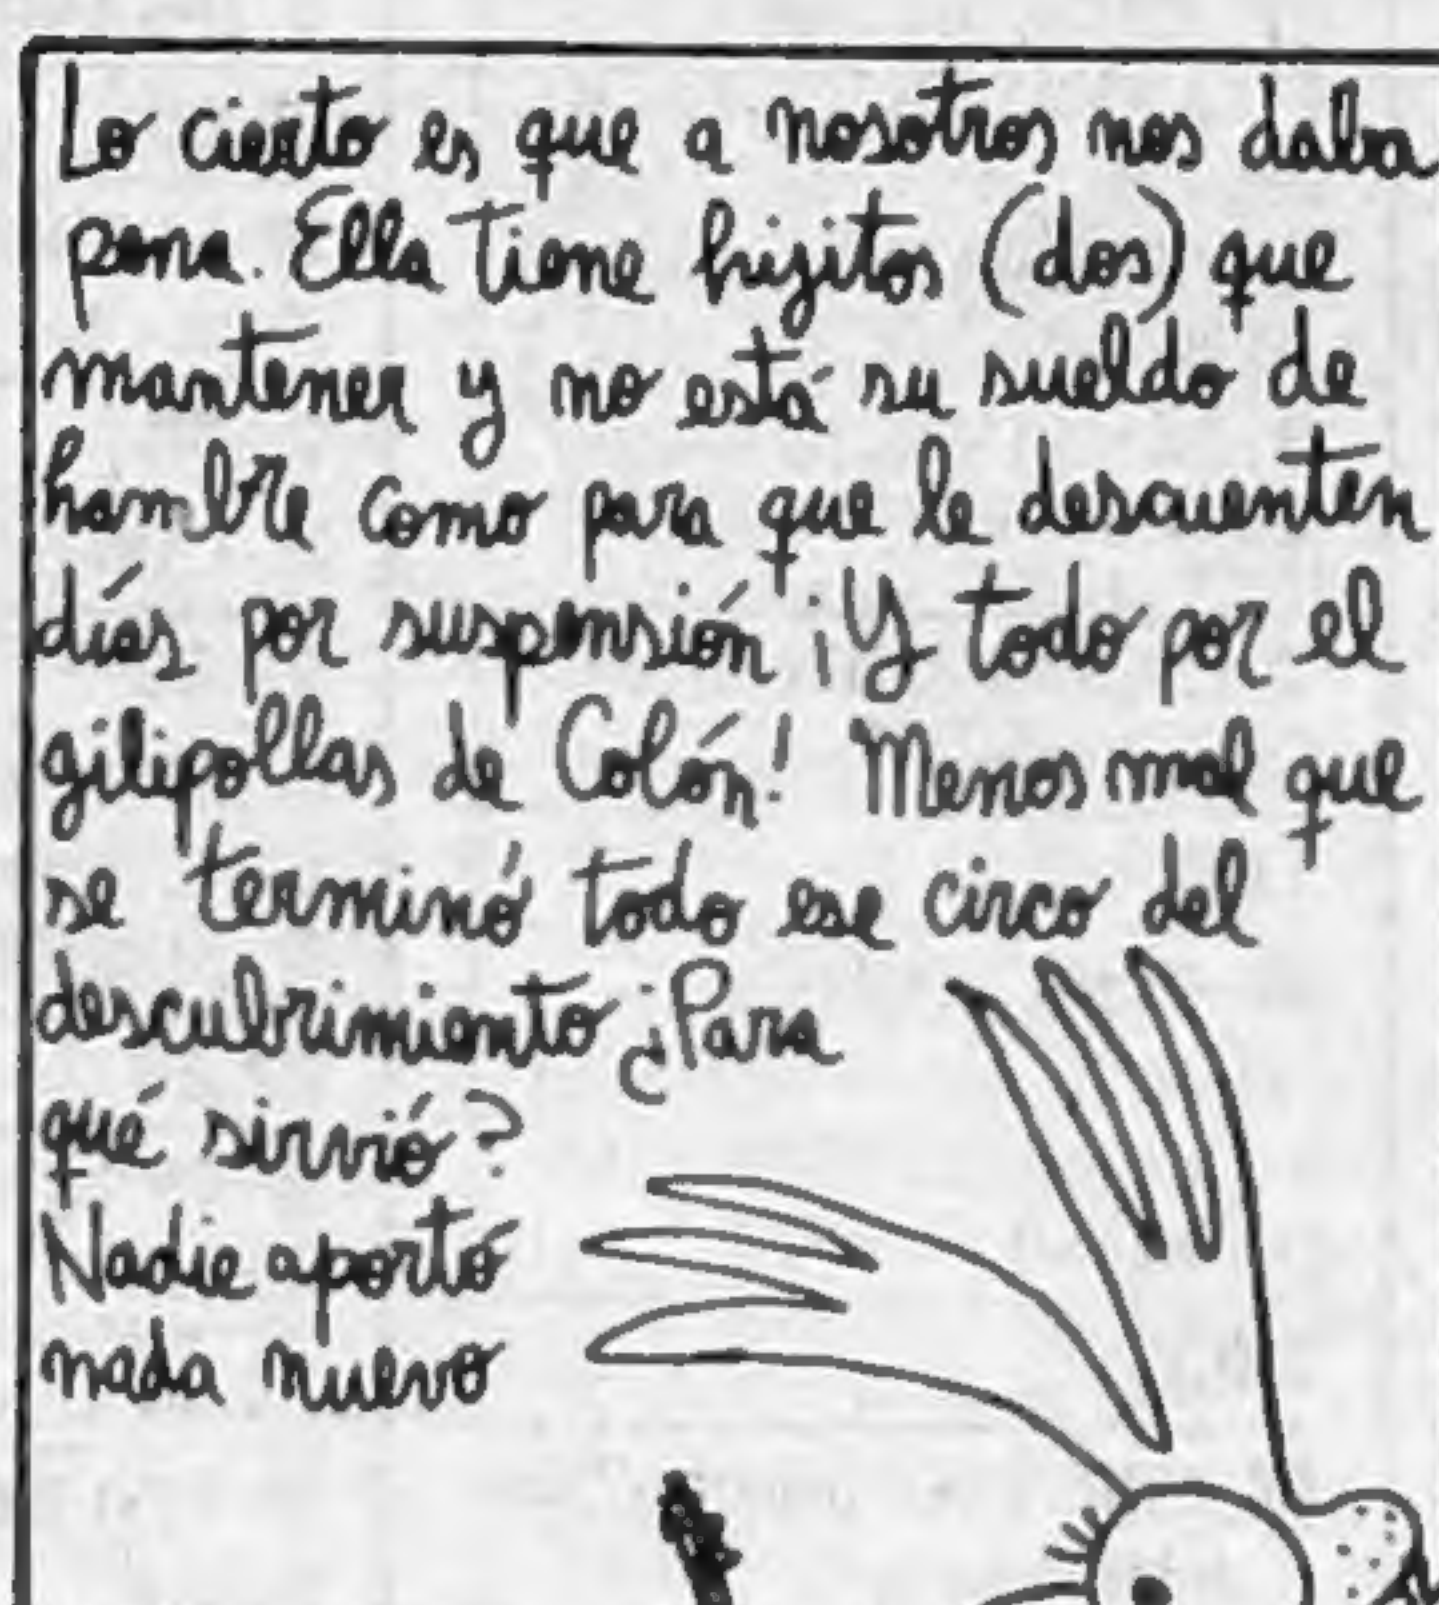 Lo cierto es que a nosotros nos daba
pena. Ella tiene hijitos (dos) que
mantener y no está su sueldo de
hambre como para que le descuenten
días por suspensión ¡Y todo por el
gilipollas de Colón! Menos mal que
se terminó todo ese circo del
descubrimiento ¿Para
qué sirvió?
Nadie aportó
nada nuevo